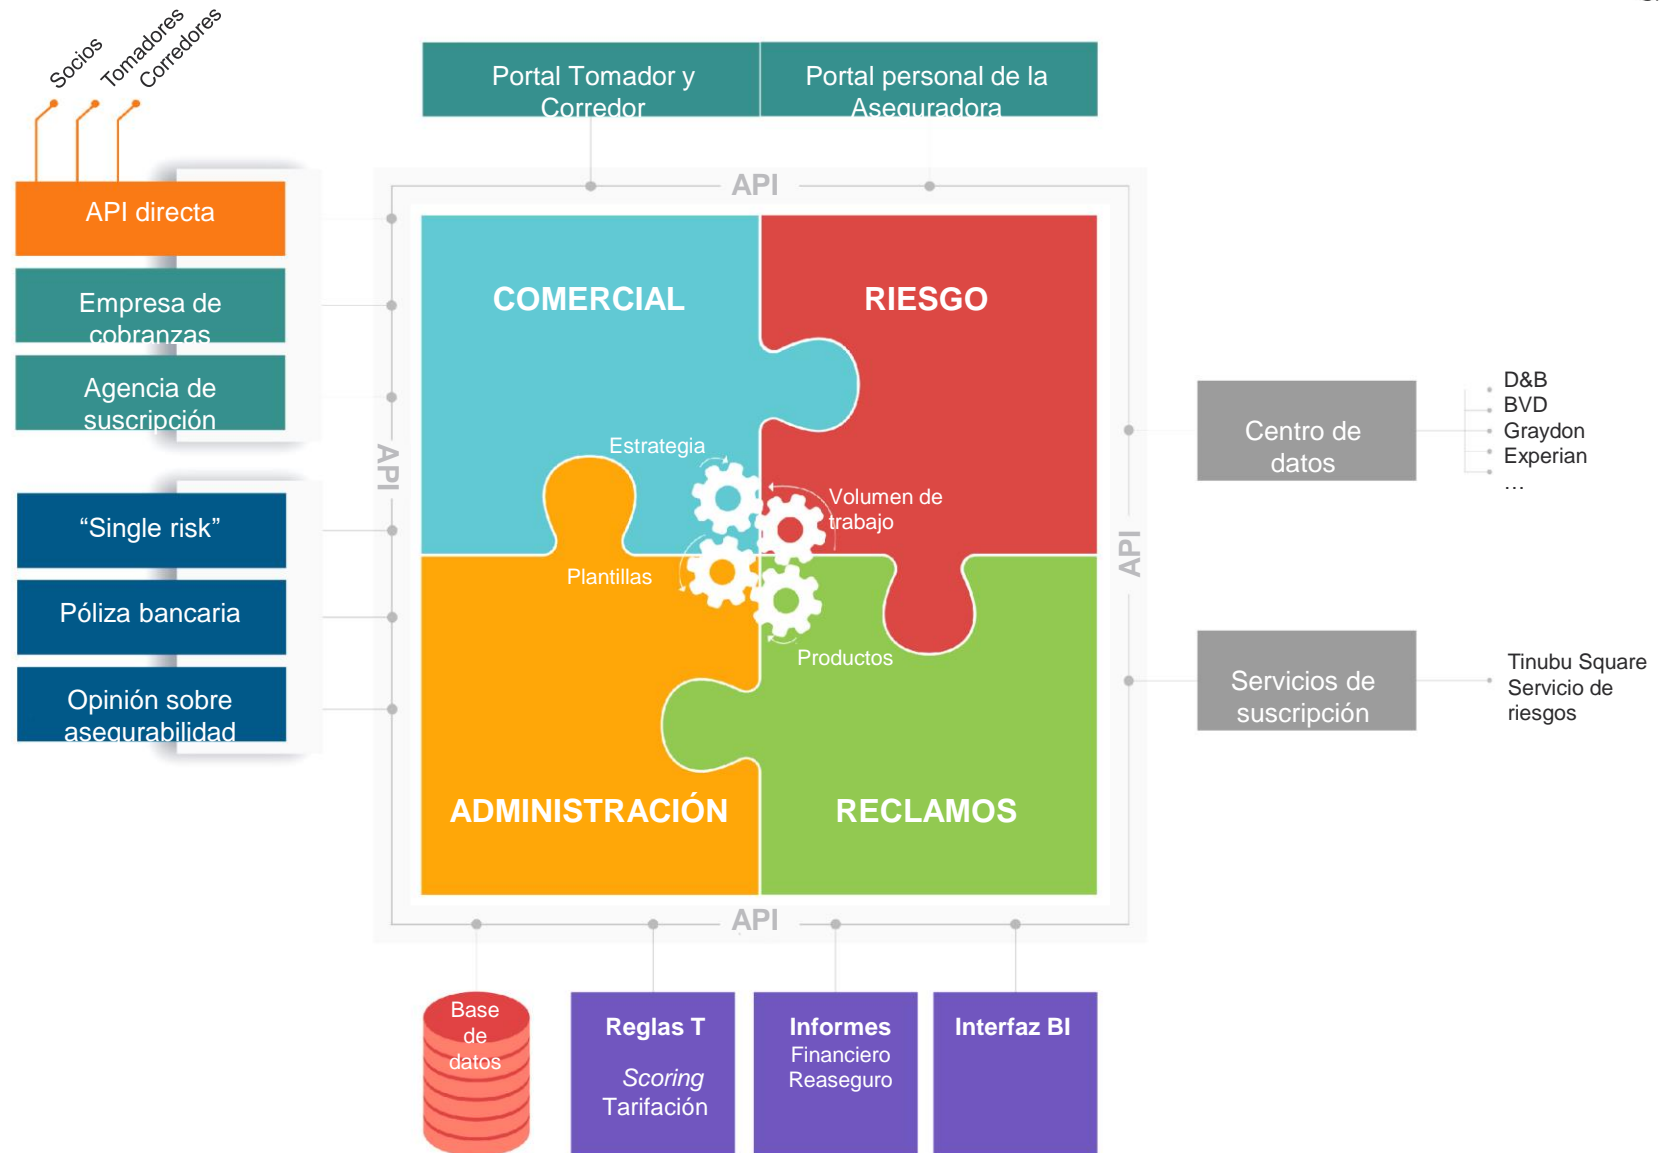 Socios
Tomadores
Corredores
Portal Tomador y
Corredor
Portal personal de la
Aseguradora
API directa
Empresa de
cobranzas
Agencia de
suscripción
“Single risk”
Póliza bancaria
Opinión sobre
asegurabilidad
API
API
API
API
COMERCIAL
RIESGO
Estrategia
Volumen de
trabajo
Plantillas
Productos
ADMINISTRACIÓN
RECLAMOS
Centro de
datos
D&B
BVD
Graydon
Experian
…
Servicios de
suscripción
Tinubu Square
Servicio de
riesgos
Base
de
datos
Reglas T
Scoring
Tarifación
Informes
Financiero
Reaseguro
Interfaz BI